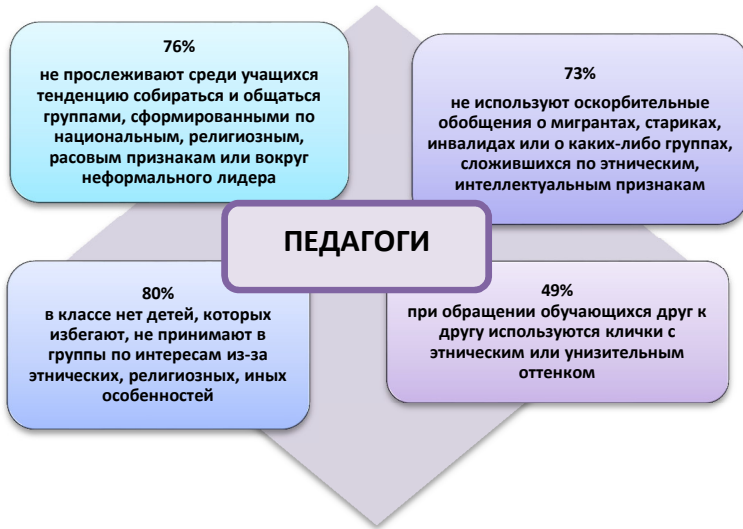 76%
не прослеживают среди учащихся
тенденцию собираться и общаться
группами, сформированными по
национальным, религиозным,
расовым признакам или вокруг
неформального лидера
73%
не используют оскорбительные
обобщения о мигрантах, стариках,
инвалидах или о каких-либо группах,
сложившихся по этническим,
интеллектуальным признакам
ПЕДАГОГИ
80%
в классе нет детей, которых
избегают, не принимают в
группы по интересам из-за
этнических, религиозных, иных
особенностей
49%
при обращении обучающихся друг к
другу используются клички с
этническим или унизительным
оттенком